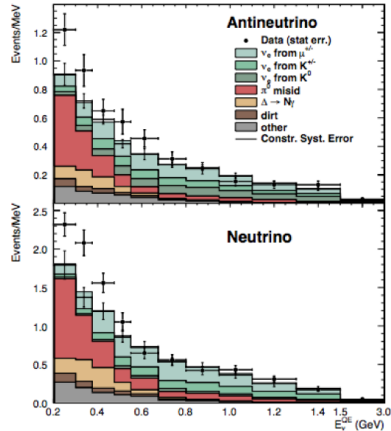 Events/MeV
Antineutrino
Data (stat err.)
νe from μ+/-
νe from K+/-
νe from K0
π0 misid
Δ → Nγ
dirt
other
Constr. Syst. Error
1.2
1.0
0.8
0.6
0.4
0.2
Events/MeV
Neutrino
2.5
2.0
1.5
1.0
0.5
0.0
0.2 0.4 0.6 0.8 1.0 1.2 1.4 1.5 3.0
EνQE (GeV)